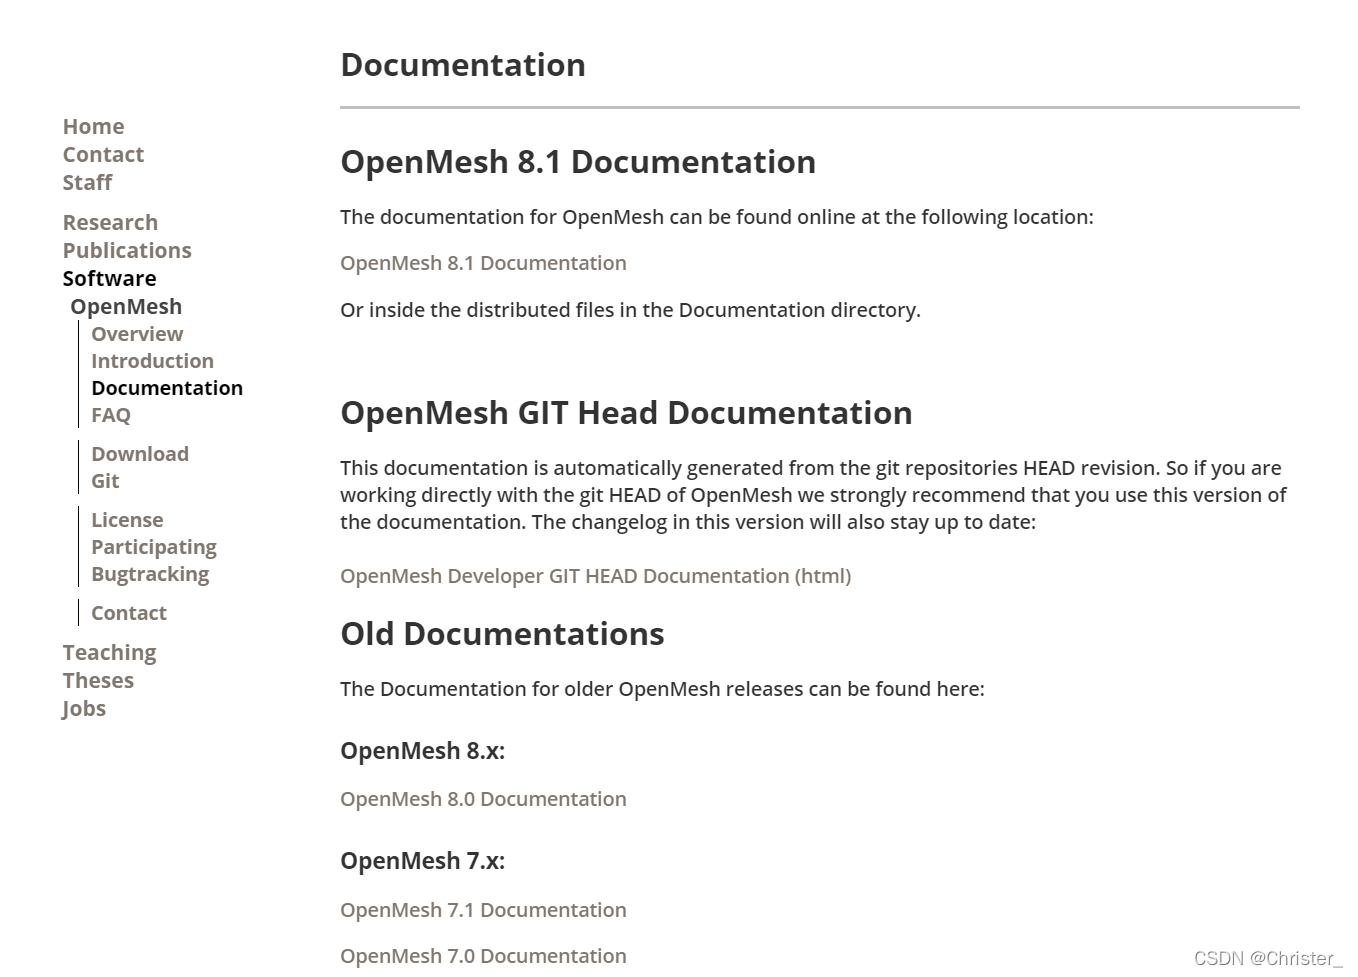 Documentation
Home
Contact
Staff
Research
Publications
Software
OpenMesh
Overview
Introduction
Documentation
FAQ
Download
Git
License
Participating
Bugtracking
Contact
Teaching
Theses
Jobs
OpenMesh 8.1 Documentation
The documentation for OpenMesh can be found online at the following location:
OpenMesh 8.1 Documentation
Or inside the distributed files in the Documentation directory.
OpenMesh GIT Head Documentation
This documentation is automatically generated from the git repositories HEAD revision. So if you are
working directly with the git HEAD of OpenMesh we strongly recommend that you use this version of
the documentation. The changelog in this version will also stay up to date:
OpenMesh Developer GIT HEAD Documentation (html)
Old Documentations
The Documentation for older OpenMesh releases can be found here:
OpenMesh 8.x:
OpenMesh 8.0 Documentation
OpenMesh 7.x:
OpenMesh 7.1 Documentation
OpenMesh 7.0 Documentation
CSDN @Christer_